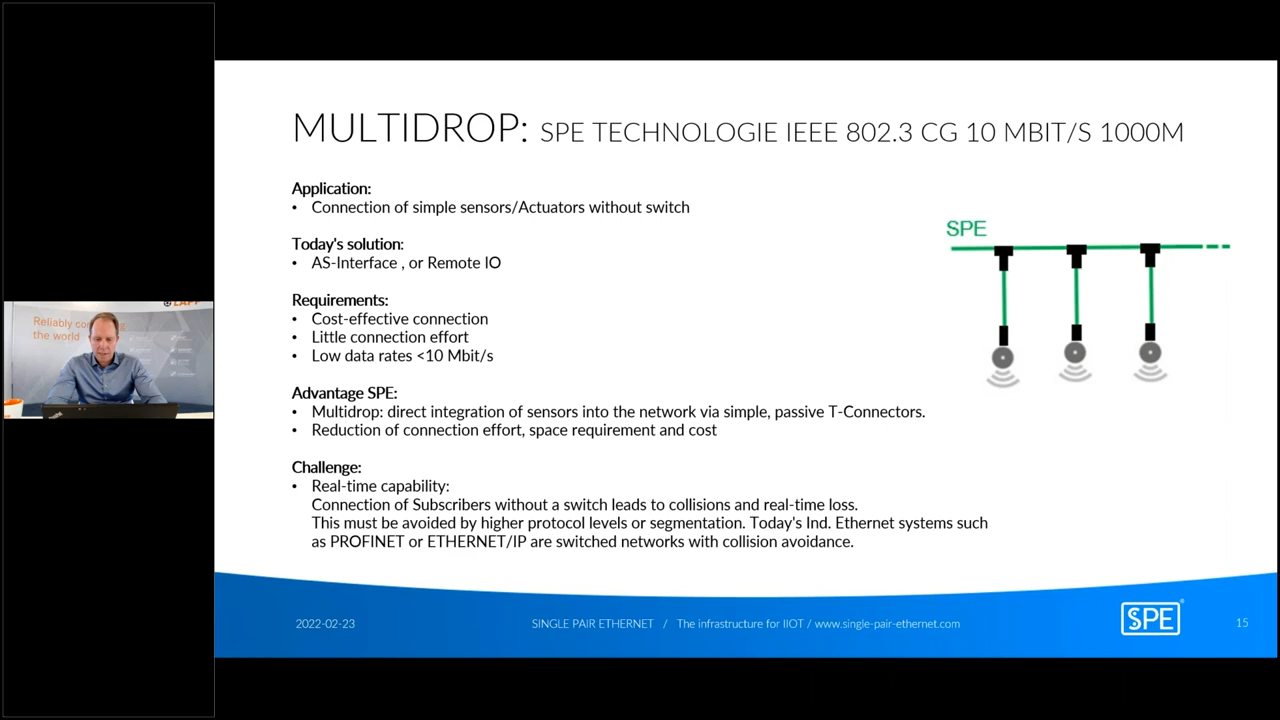 MULTIDROP: SPE TECHNOLOGIE IEEE 802.3 CG 10 MBIT/S 1000M
Application:
• Connection of simple sensors/Actuators without switch
Today's solution:
• AS-Interface , or Remote IO
Requirements:
• Cost-effective connection
• Little connection effort
• Low data rates <10 Mbit/s
Advantage SPE:
• Multidrop: direct integration of sensors into the network via simple, passive T-Connectors.
• Reduction of connection effort, space requirement and cost
Challenge:
• Real-time capability:
Connection of Subscribers without a switch leads to collisions and real-time loss.
This must be avoided by higher protocol levels or segmentation. Today's Ind. Ethernet systems such
as PROFINET or ETHERNET/IP are switched networks with collision avoidance.
SPE
Reliably
the world
2022-02-23
SINGLE PAIR ETHERNET / The infrastructure for IIOT / www.single-pair-ethernet.com
SPE
15